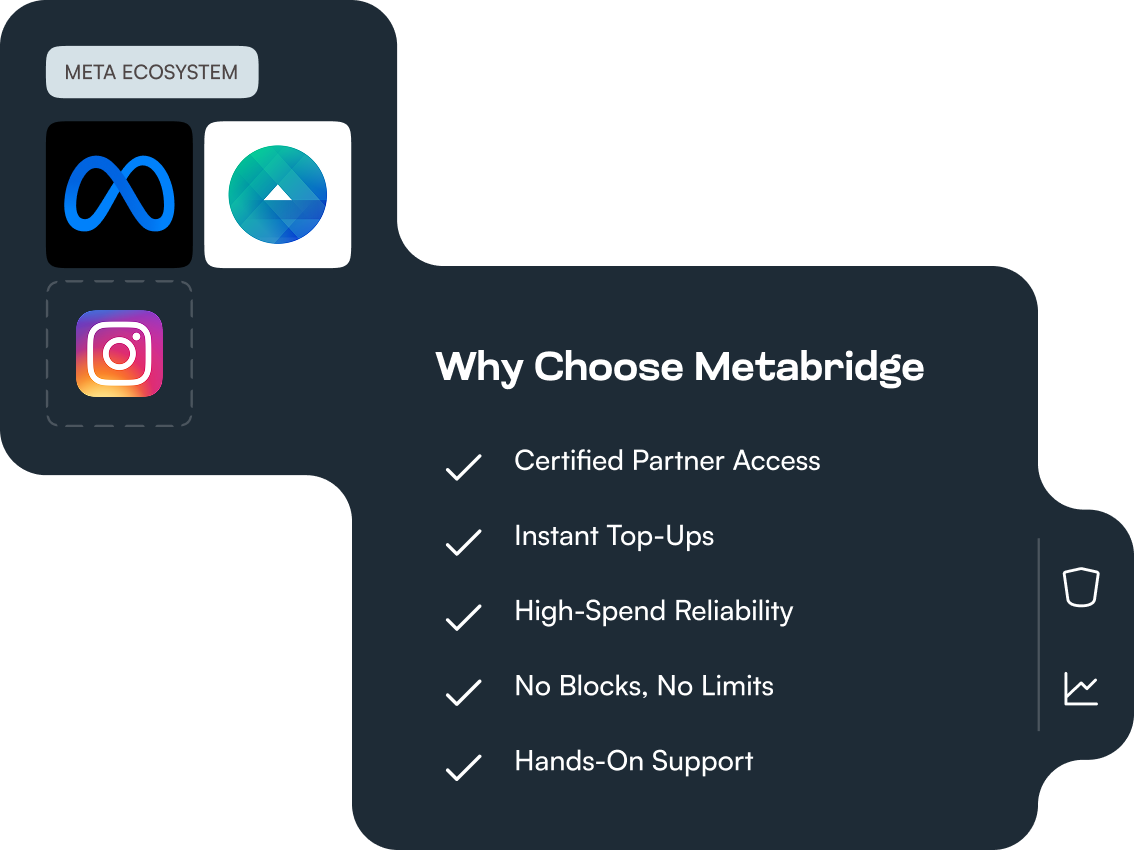 META ECOSYSTEM
Why Choose Metabridge
Certified Partner Access
Instant Top-Ups
High-Spend Reliability
No Blocks, No Limits
Hands-On Support